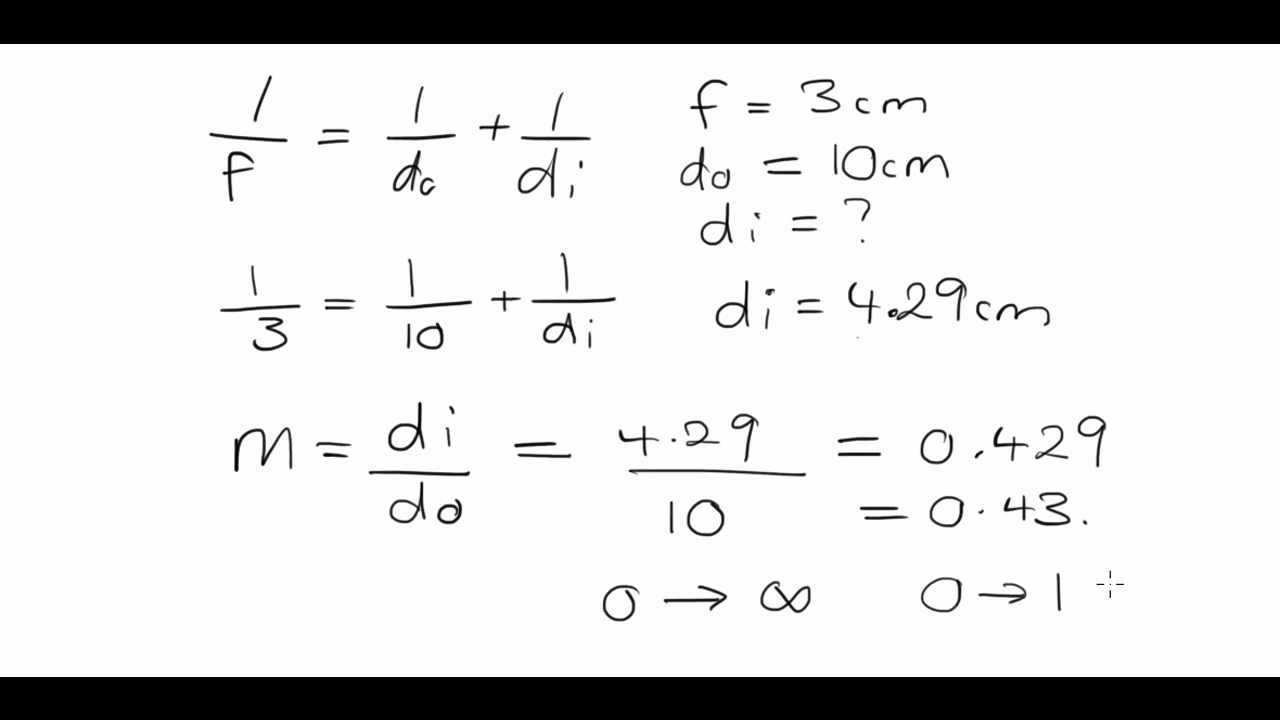 1/f = 1/do + 1/di
f = 3cm
do = 10cm
di = ?
1/3 = 1/10 + 1/di
di = 4.29cm
m = di/do = 4.29/10 = 0.429
= 0.43.
0 → ∞ 0 → 1